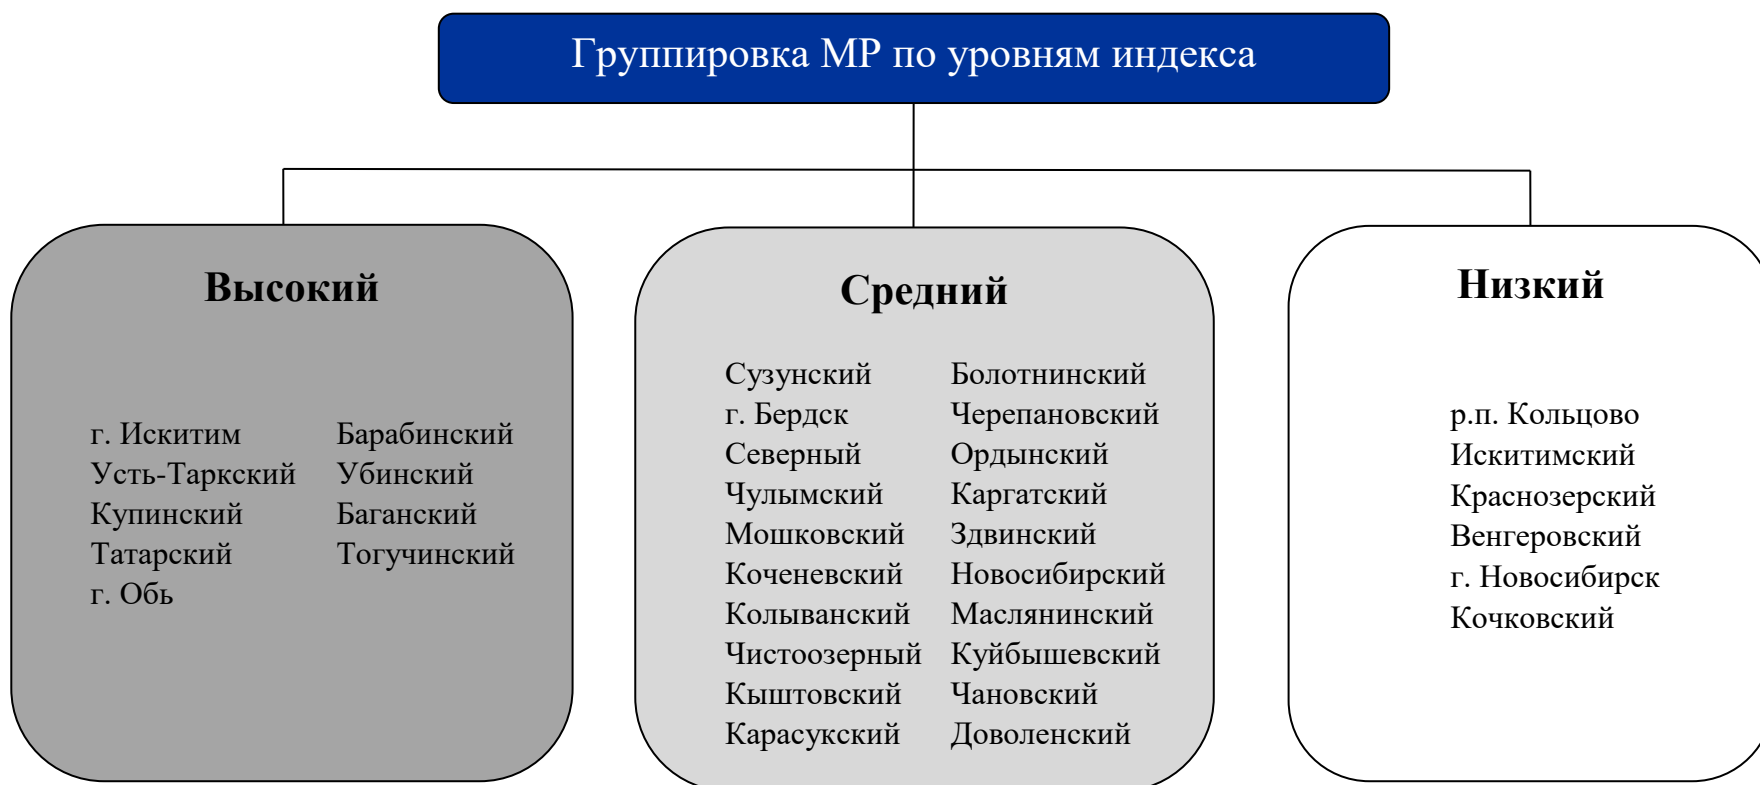 Группировка МР по уровням индекса
Высокий
г. Искитим
Усть-Таркский
Купинский
Татарский
г. Обь
Барабинский
Убинский
Баганский
Тогучинский
Средний
Сузунский
г. Бердск
Северный
Чулымский
Мошковский
Коченевский
Колыванский
Чистоозерный
Кыштовский
Карасукский
Болотнинский
Черепановский
Ордынский
Каргатский
Здвинский
Новосибирский
Маслянинский
Куйбышевский
Чановский
Доволенский
Низкий
р.п. Кольцово
Искитимский
Краснозерский
Венгеровский
г. Новосибирск
Кочковский